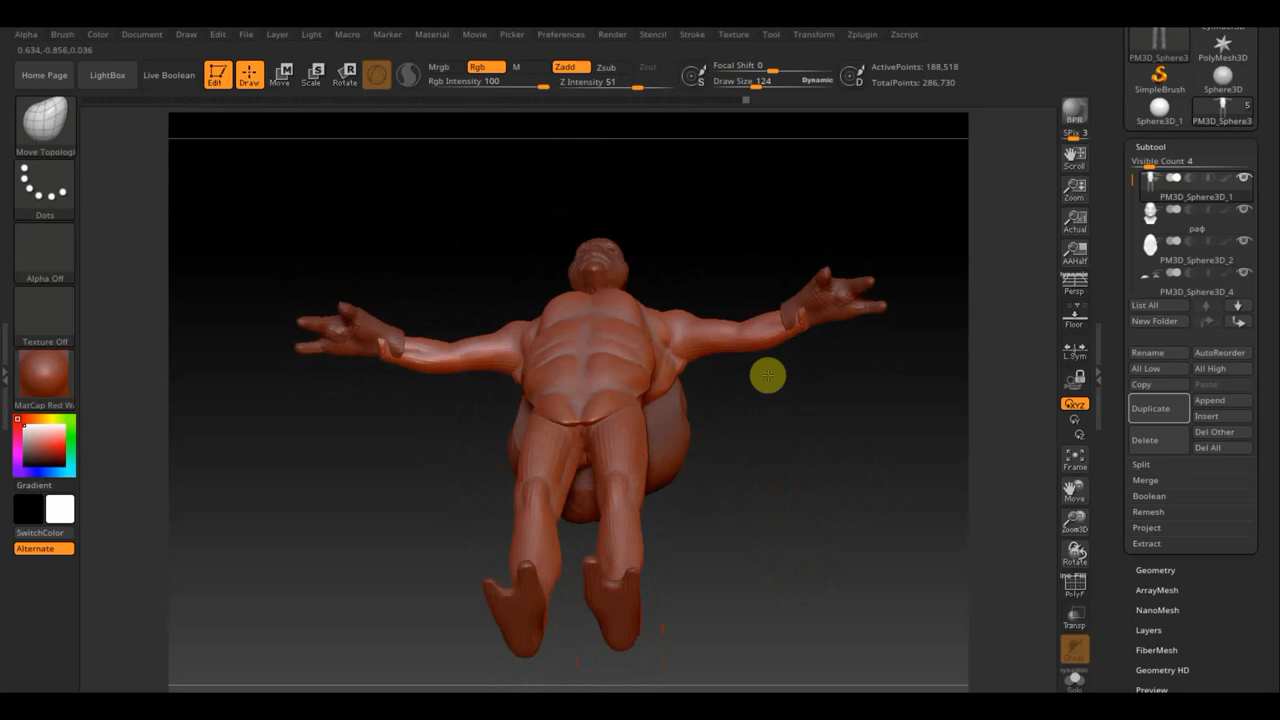 Alpha Brush Color Document Draw Edit File Layer Light Macro Marker Material Movie Picker Preferences Render Stencil Stroke Texture Tool Transform Zplugin Zscript
0.634,-0.856,0.036
Home Page
LightBox
Live Boolean
Edit
Draw
Move
Scale
Rotate
Mrgb Rgb M
Rgb Intensity 100
Zadd Zsub Cut
Z Intensity 51
S
Focal Shift 0
Draw Size 124 Dynamic
D
ActivePoints: 188,518
TotalPoints: 286,730
Move Topologi
Dots
Alpha Off
Texture Off
MatCap Red W
Gradient
SwitchColor
Alternate
BPR
SPix 3
Scroll
Zoom
Actual
AAHalf
Dynamic
Persp
Floor
L.Sym
XYZ
Y
Z
Frame
Move
Zoom3D
Rotate
PolyF
Transp
Ghost
Dynamic
Solo
PM3D_Sphere3
PolyMesh3D
SimpleBrush Sphere3D
5
Sphere3D_1 PM3D_Sphere3
Subtool
Visible Count 4
PM3D_Sphere3D_1
раф
PM3D_Sphere3D_2
PM3D_Sphere3D_4
List All
New Folder
Rename AutoReorder
All Low All High
Copy Paste
Duplicate
Append
Insert
Delete
Del Other
Del All
Split
Merge
Boolean
Remesh
Project
Extract
Geometry
ArrayMesh
NanoMesh
Layers
FiberMesh
Geometry HD
Preview